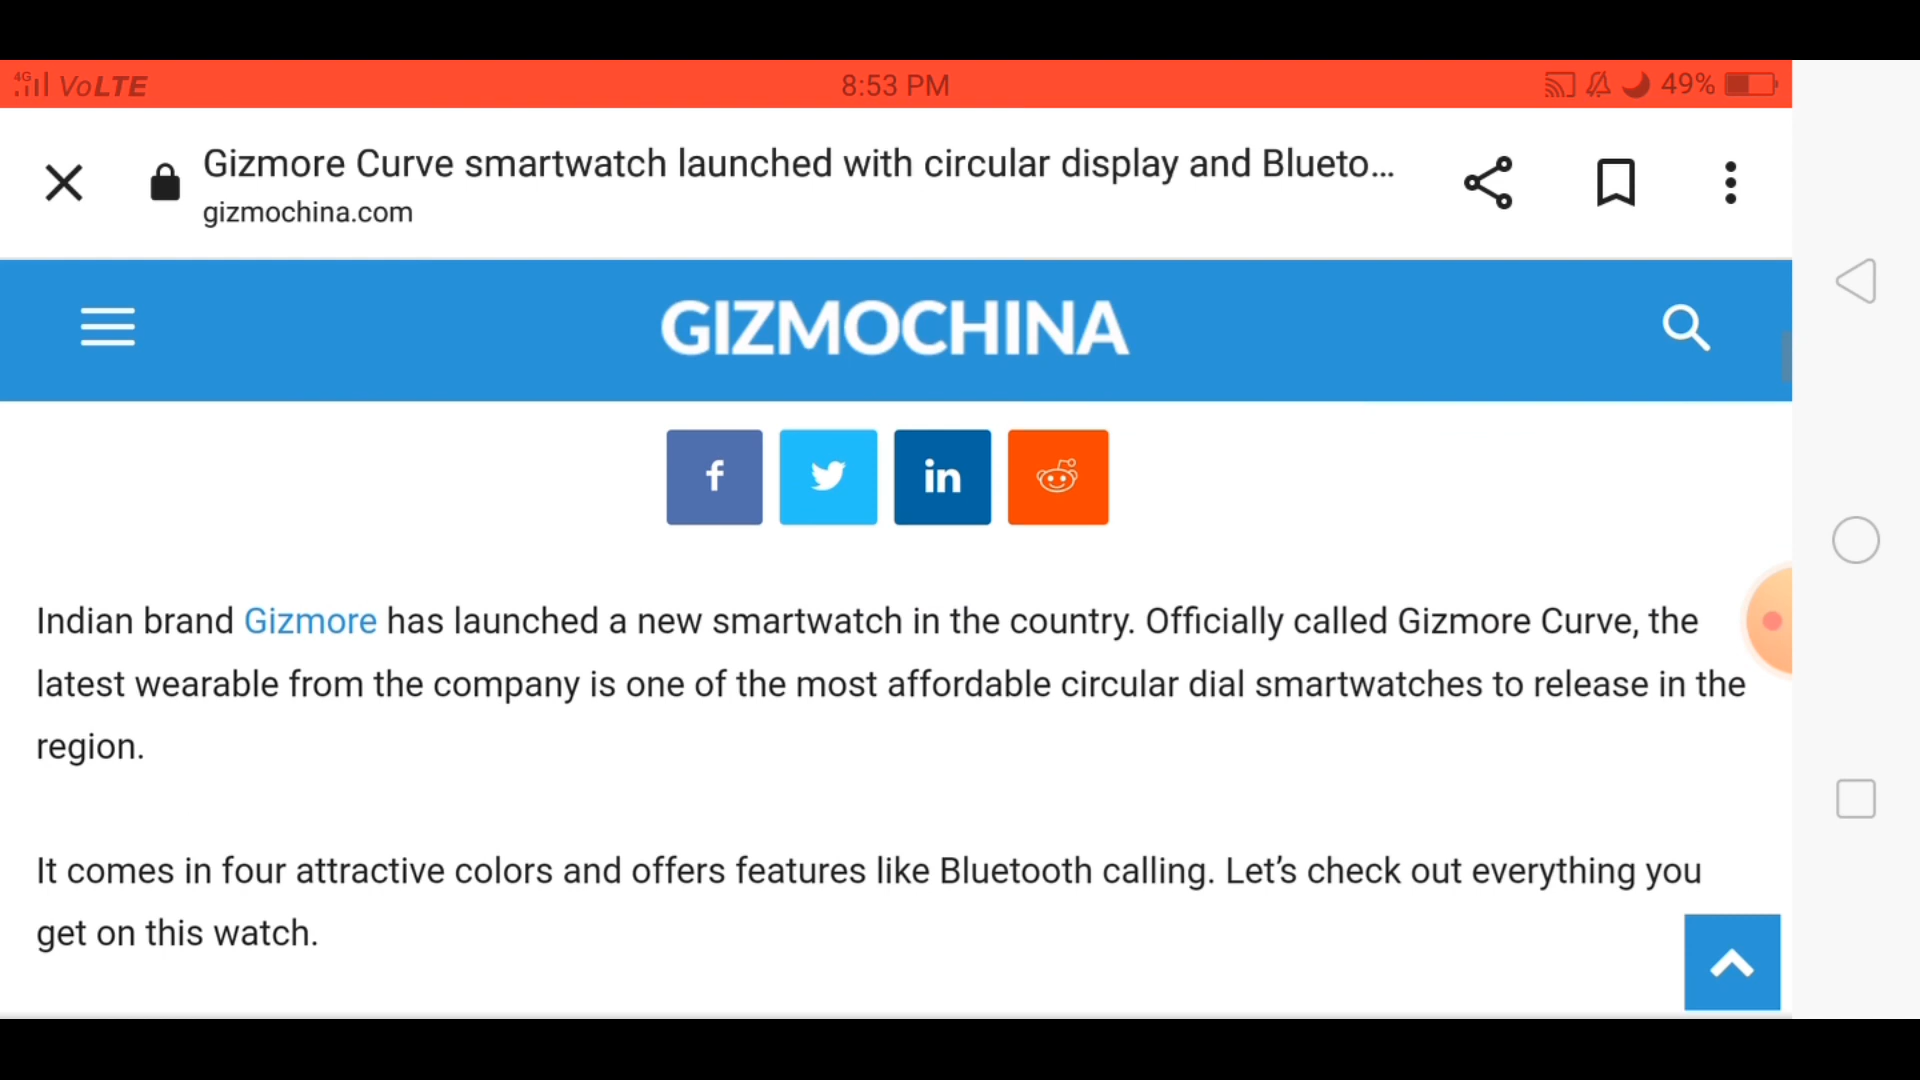 4G VoLTE 8:53 PM 49%
Gizmore Curve smartwatch launched with circular display and Blueto...
gizmochina.com
GIZMOCHINA
f in
Indian brand Gizmore has launched a new smartwatch in the country. Officially called Gizmore Curve, the
latest wearable from the company is one of the most affordable circular dial smartwatches to release in the
region.
It comes in four attractive colors and offers features like Bluetooth calling. Let’s check out everything you
get on this watch.